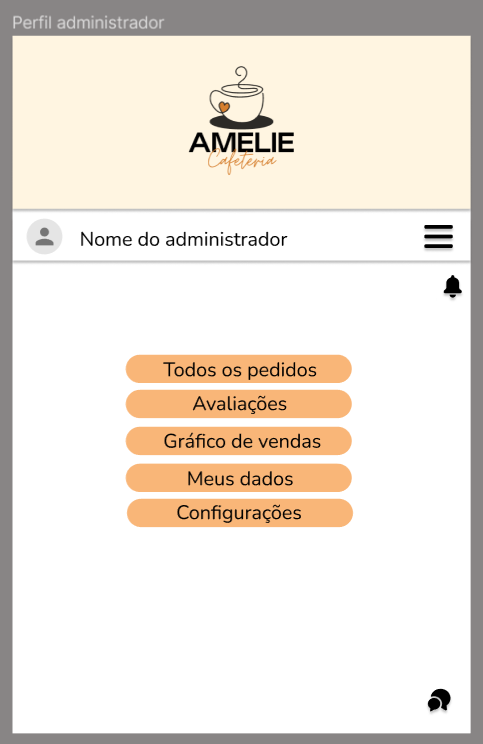 Perfil administrador
AMELIE
Cafeteria
Nome do administrador
Todos os pedidos
Avaliações
Gráfico de vendas
Meus dados
Configurações